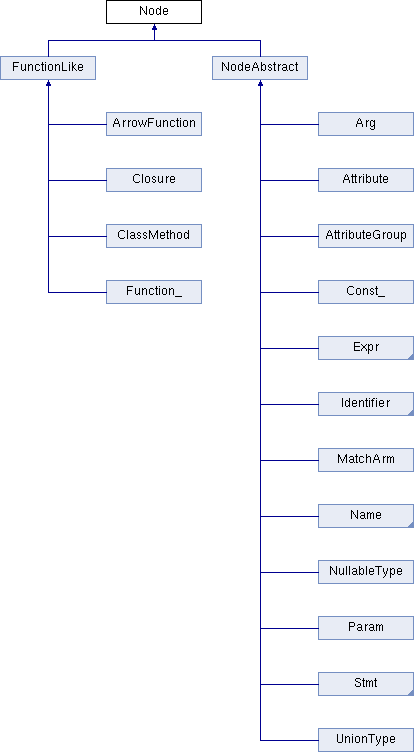 Node
FunctionLike
NodeAbstract
ArrowFunction
Arg
Closure
Attribute
ClassMethod
AttributeGroup
Function_
Const_
Expr
Identifier
MatchArm
Name
NullableType
Param
Stmt
UnionType